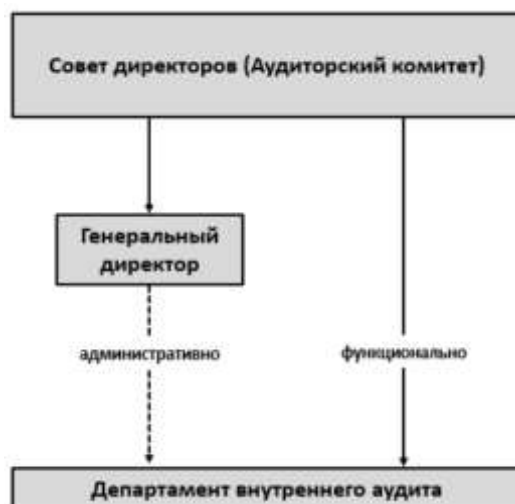 Совет директоров (Аудиторский комитет)
Генеральный
директор
административно
функционально
Департамент внутреннего аудита